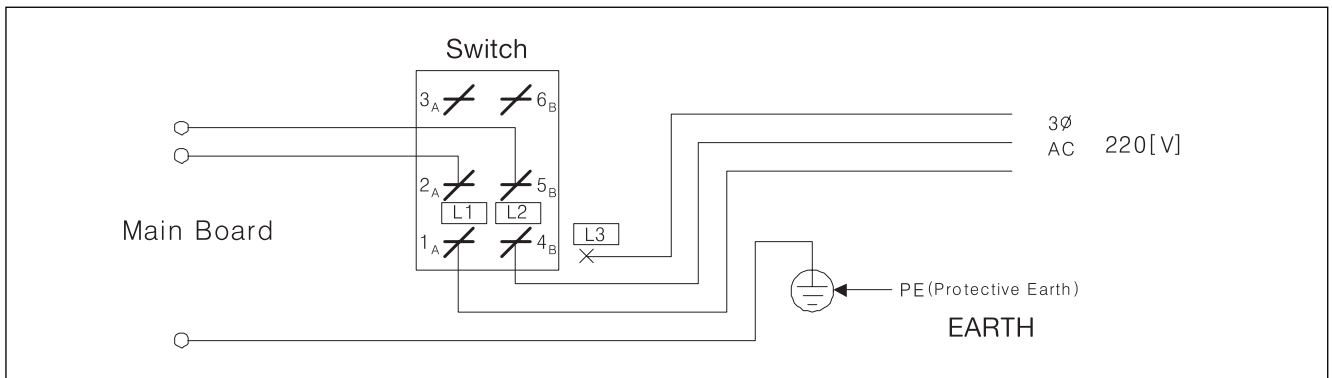 Switch
3A
6B
3Ø
AC 220[V]
2A
5B
L1
L2
Main Board
1A
4B
L3
PE(Protective Earth)
EARTH